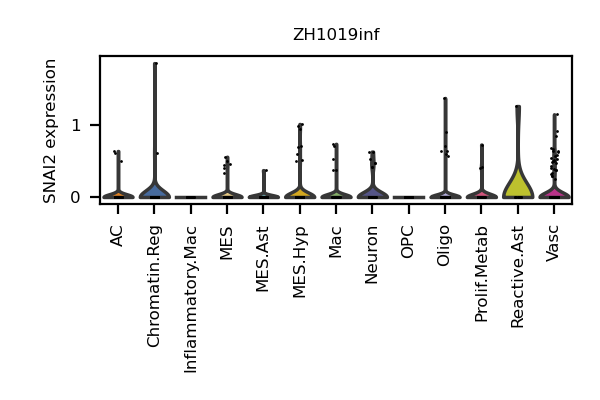 ZH1019inf
SNAI2 expression
1
0
AC
Chromatin.Reg
Inflammatory.Mac
MES
MES.Ast
MES.Hyp
Mac
Neuron
OPC
Oligo
Prolif.Metab
Reactive.Ast
Vasc